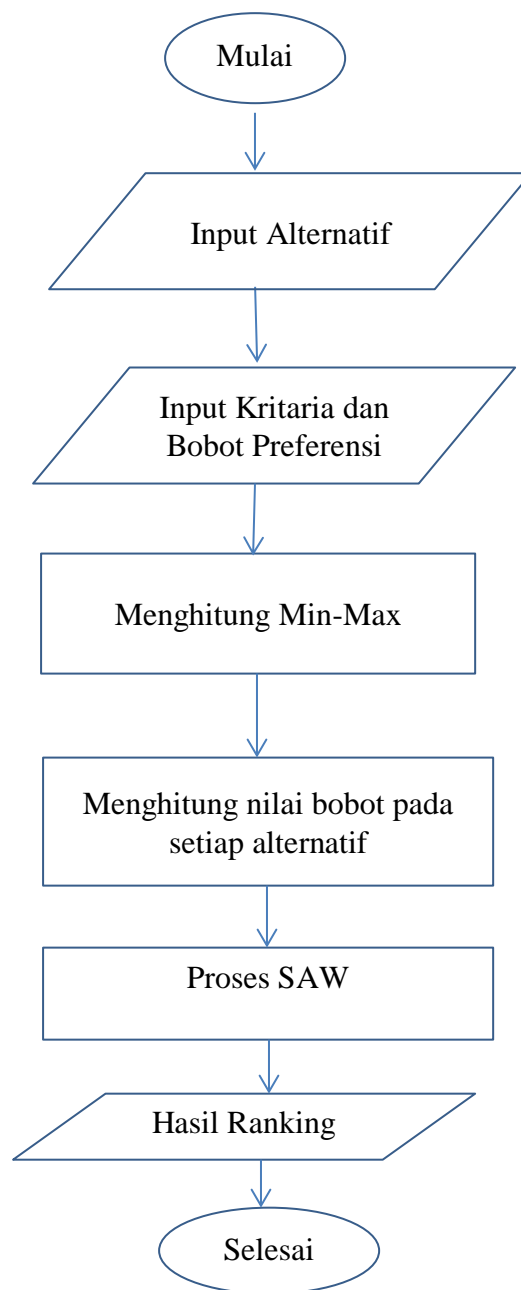 Mulai
Input Alternatif
Input Kritaria dan
Bobot Preferensi
Menghitung Min-Max
Menghitung nilai bobot pada
setiap alternatif
Proses SAW
Hasil Ranking
Selesai